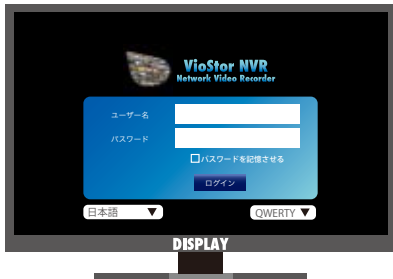 VioStor NVR
Network Video Recorder
ユーザー名
パスワード
パスワードを記憶させる
ログイン
日本語 ▼
QWERTY ▼
DISPLAY